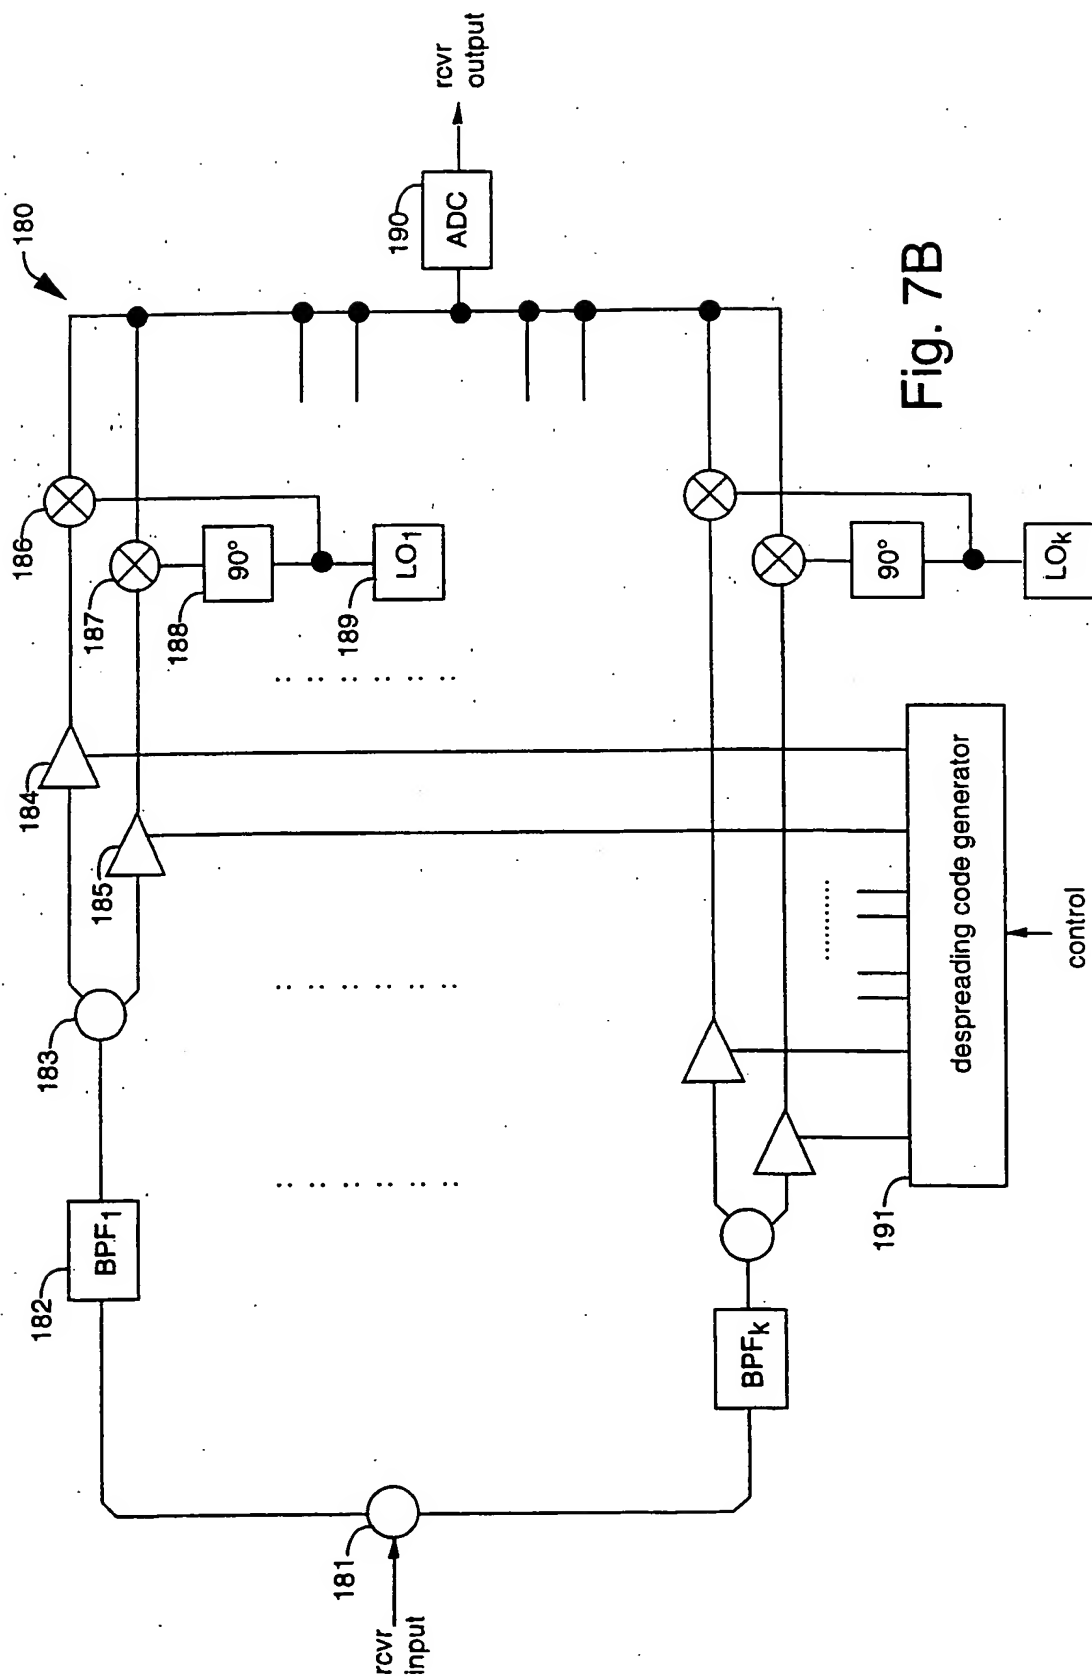 180
rcvr
input
181
182
BPF1
183
184
185
186
187
90°
188
LO1
189
190
ADC
rcvr
output
BPFk
90°
LOk
191
despreading code generator
control
Fig. 7B